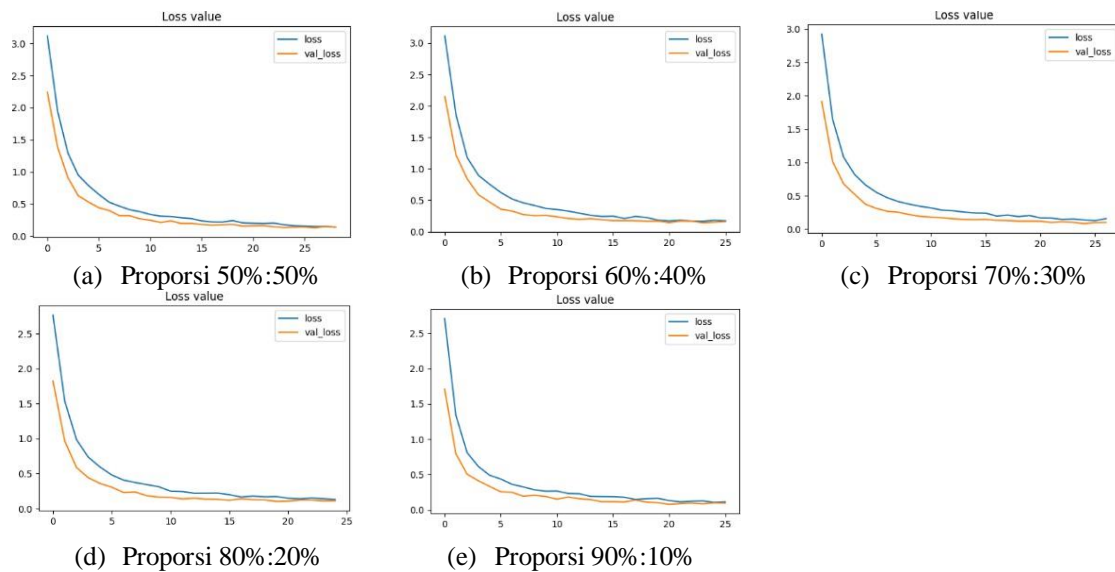 Loss value
loss
val_loss
3.0
2.5
2.0
1.5
1.0
0.5
0.0
0 5 10 15 20 25
(a) Proporsi 50%:50%
Loss value
loss
val_loss
3.0
2.5
2.0
1.5
1.0
0.5
0.0
0 5 10 15 20 25
(b) Proporsi 60%:40%
Loss value
loss
val_loss
3.0
2.5
2.0
1.5
1.0
0.5
0.0
0 5 10 15 20 25
(c) Proporsi 70%:30%
Loss value
loss
val_loss
2.5
2.0
1.5
1.0
0.5
0.0
0 5 10 15 20 25
(d) Proporsi 80%:20%
Loss value
loss
val_loss
2.5
2.0
1.5
1.0
0.5
0.0
0 5 10 15 20 25
(e) Proporsi 90%:10%